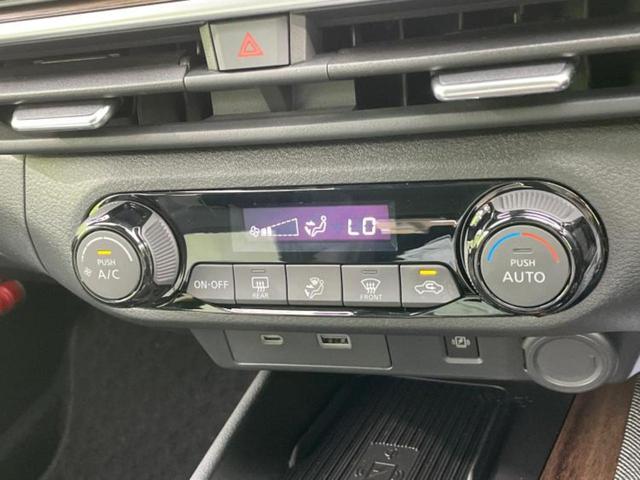 LO
PUSH
A/C
ON·OFF
REAR
FRONT
PUSH
AUTO